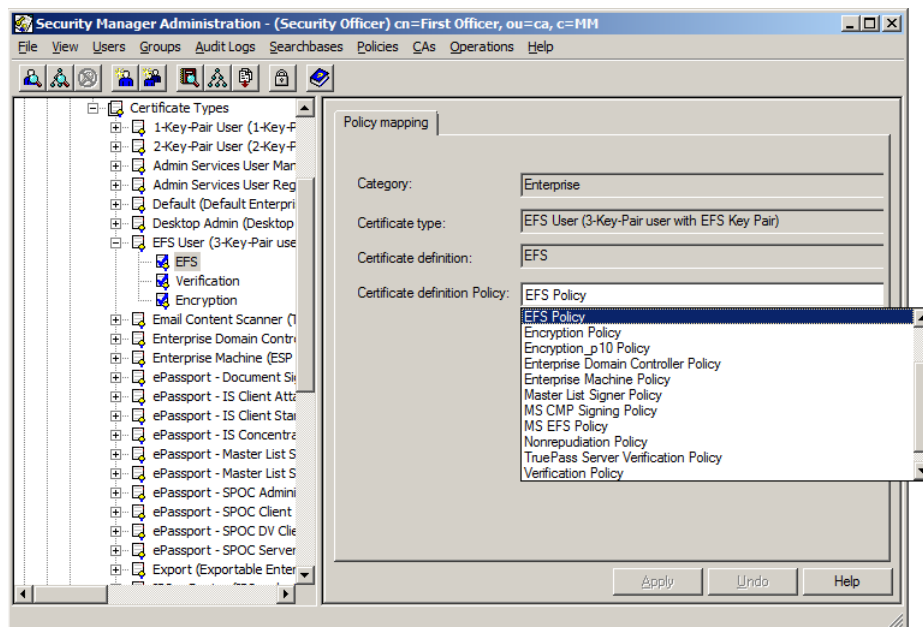 Security Manager Administration - (Security Officer) cn=First Officer, ou=ca, c=MM
File View Users Groups Audit Logs Searchbases Policies CAs Operations Help
Certificate Types
1-Key-Pair User (1-Key-P
2-Key-Pair User (2-Key-P
Admin Services User Man
Admin Services User Reg
Default (Default Enterpri
Desktop Admin (Desktop
EFS User (3-Key-Pair use
EFS
Verification
Encryption
Email Content Scanner (T
Enterprise Domain Contr
Enterprise Machine (ESP
ePassport - Document Si
ePassport - IS Client Atta
ePassport - IS Client Star
ePassport - IS Concentra
ePassport - Master List S
ePassport - Master List S
ePassport - SPOC Admini
ePassport - SPOC Client
ePassport - SPOC DV Clie
ePassport - SPOC Server
Export (Exportable Enter
Policy mapping
Category: Enterprise
Certificate type: EFS User (3-Key-Pair user with EFS Key Pair)
Certificate definition: EFS
Certificate definition Policy: EFS Policy
EFS Policy
Encryption Policy
Encryption_p10 Policy
Enterprise Domain Controller Policy
Enterprise Machine Policy
Master List Signer Policy
MS CMP Signing Policy
MS EFS Policy
Nonrepudiation Policy
TruePass Server Verification Policy
Verification Policy
Apply Undo Help